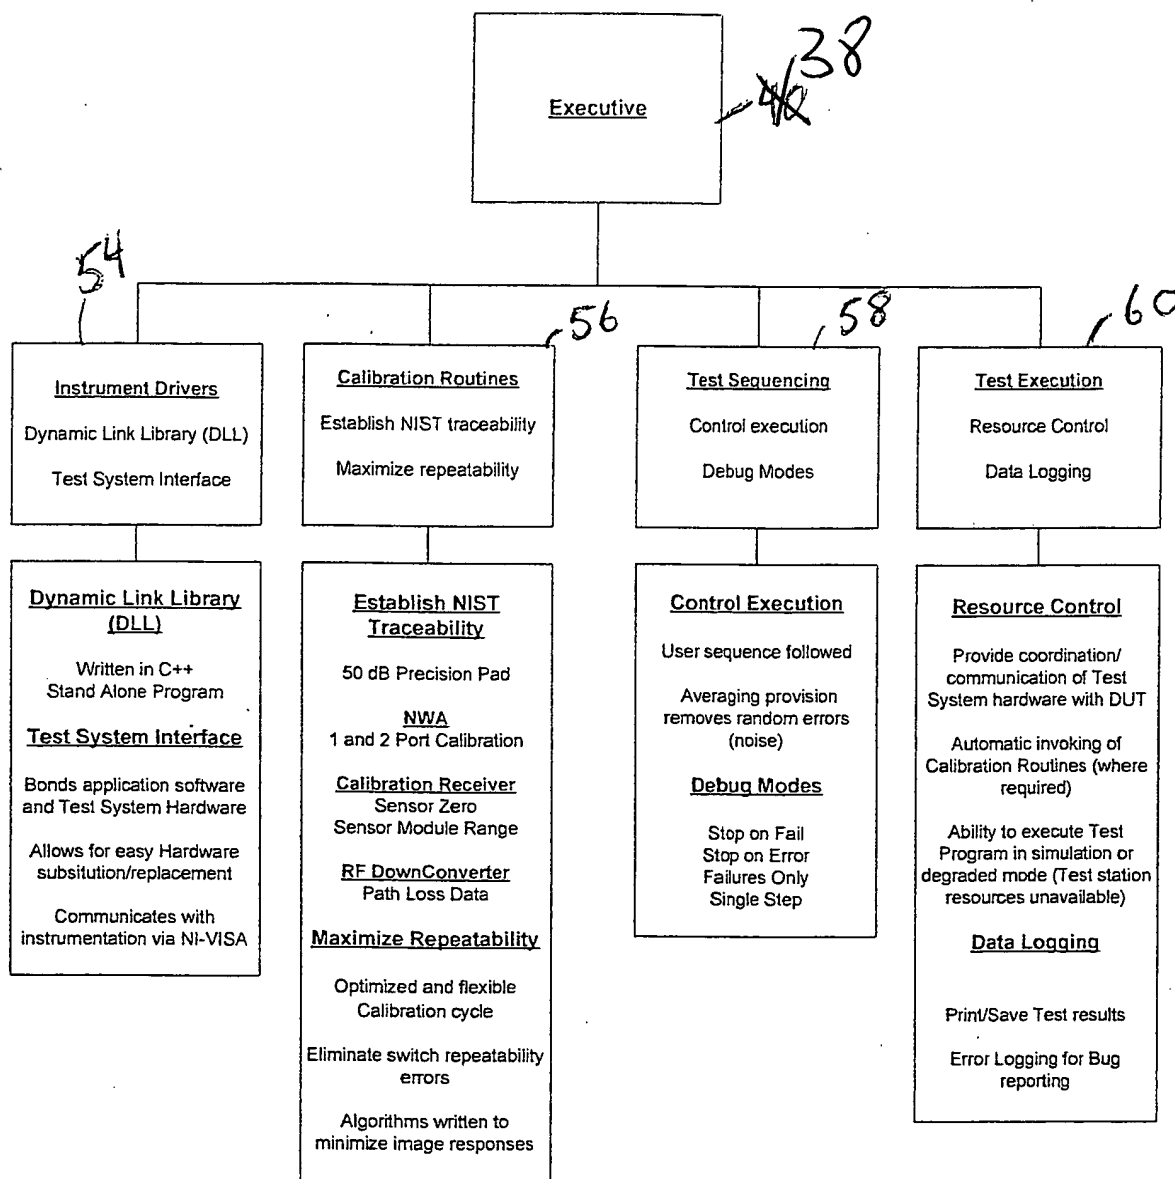 Executive
38
54
56
58
60
Instrument Drivers
Dynamic Link Library (DLL)
Test System Interface
Calibration Routines
Establish NIST traceability
Maximize repeatability
Test Sequencing
Control execution
Debug Modes
Test Execution
Resource Control
Data Logging
Dynamic Link Library
(DLL)
Written in C++
Stand Alone Program
Test System Interface
Bonds application software
and Test System Hardware
Allows for easy Hardware
subsitution/replacement
Communicates with
instrumentation via NI-VISA
Establish NIST
Traceability
50 dB Precision Pad
NWA
1 and 2 Port Calibration
Calibration Receiver
Sensor Zero
Sensor Module Range
RF DownConverter
Path Loss Data
Maximize Repeatability
Optimized and flexible
Calibration cycle
Eliminate switch repeatability
errors
Algorithms written to
minimize image responses
Control Execution
User sequence followed
Averaging provision
removes random errors
(noise)
Debug Modes
Stop on Fail
Stop on Error
Failures Only
Single Step
Resource Control
Provide coordination/
communication of Test
System hardware with DUT
Automatic invoking of
Calibration Routines (where
required)
Ability to execute Test
Program in simulation or
degraded mode (Test station
resources unavailable)
Data Logging
Print/Save Test results
Error Logging for Bug
reporting